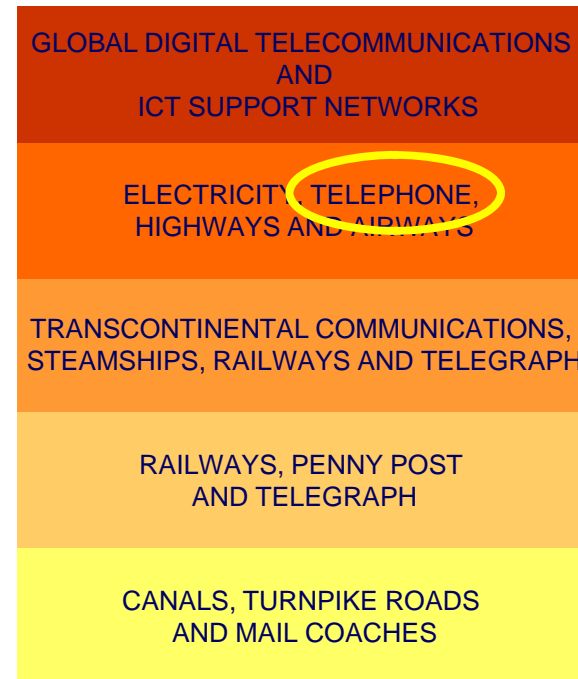 GLOBAL DIGITAL TELECOMMUNICATIONS
AND
ICT SUPPORT NETWORKS
ELECTRICITY, TELEPHONE,
HIGHWAYS AND AIRWAYS
TRANSCONTINENTAL COMMUNICATIONS,
STEAMSHIPS, RAILWAYS AND TELEGRAPH
RAILWAYS, PENNY POST
AND TELEGRAPH
CANALS, TURNPIKE ROADS
AND MAIL COACHES